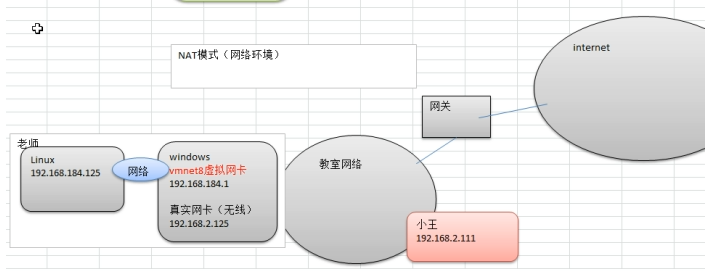 NAT模式（网络环境）
internet
网关
老师
Linux
192.168.184.125
网络
windows
vmnet8虚拟网卡
192.168.184.1
真实网卡（无线）
192.168.2.125
教室网络
小王
192.168.2.111